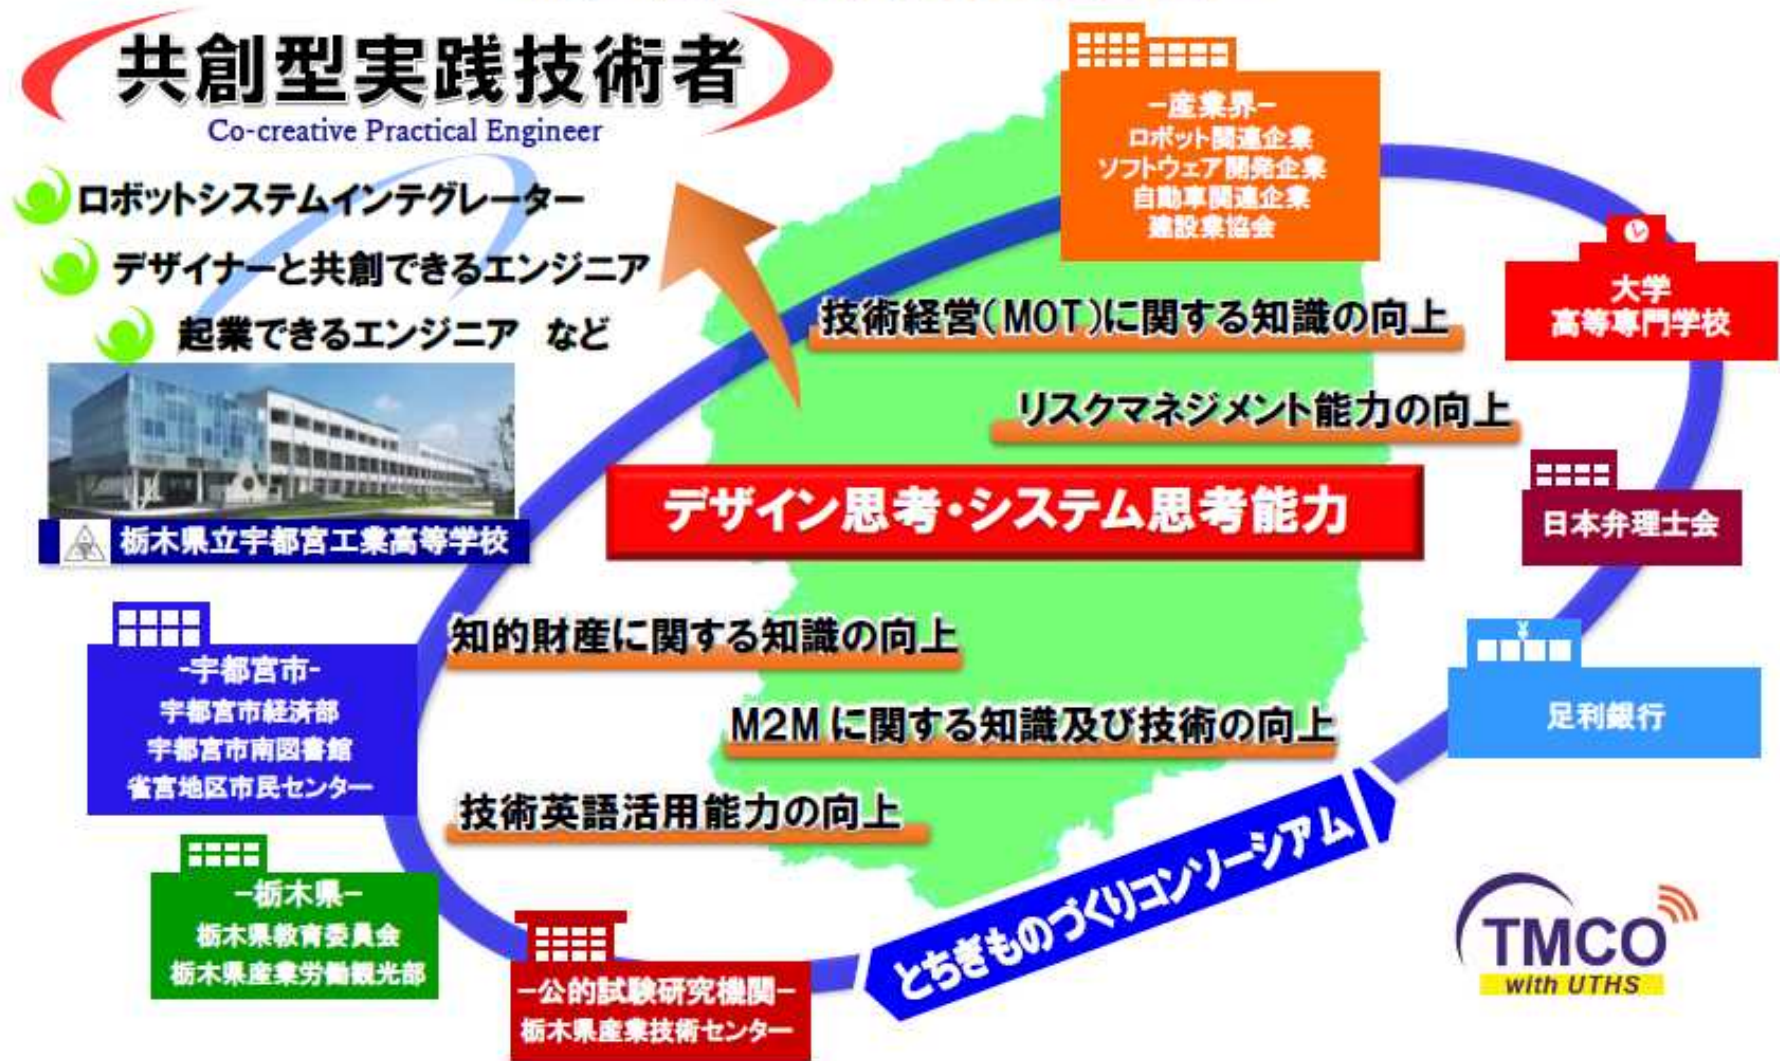 共創型実践技術者
Co-creative Practical Engineer
ロボットシステムインテグレーター
デザイナーと共創できるエンジニア
起業できるエンジニア など
栃木県立宇都宮工業高等学校
-産業界-
ロボット関連企業
ソフトウェア開発企業
自動車関連企業
建設業協会
大学
高等専門学校
技術経営(MOT)に関する知識の向上
リスクマネジメント能力の向上
デザイン思考・システム思考能力
日本弁理士会
知的財産に関する知識の向上
-宇都宮市-
宇都宮市経済部
宇都宮市南図書館
雀宮地区市民センター
M2Mに関する知識及び技術の向上
¥
足利銀行
技術英語活用能力の向上
-栃木県-
栃木県教育委員会
栃木県産業労働観光部
-公的試験研究機関-
栃木県産業技術センター
とちぎものづくりコンソーシアム
TMCO
with UTHS